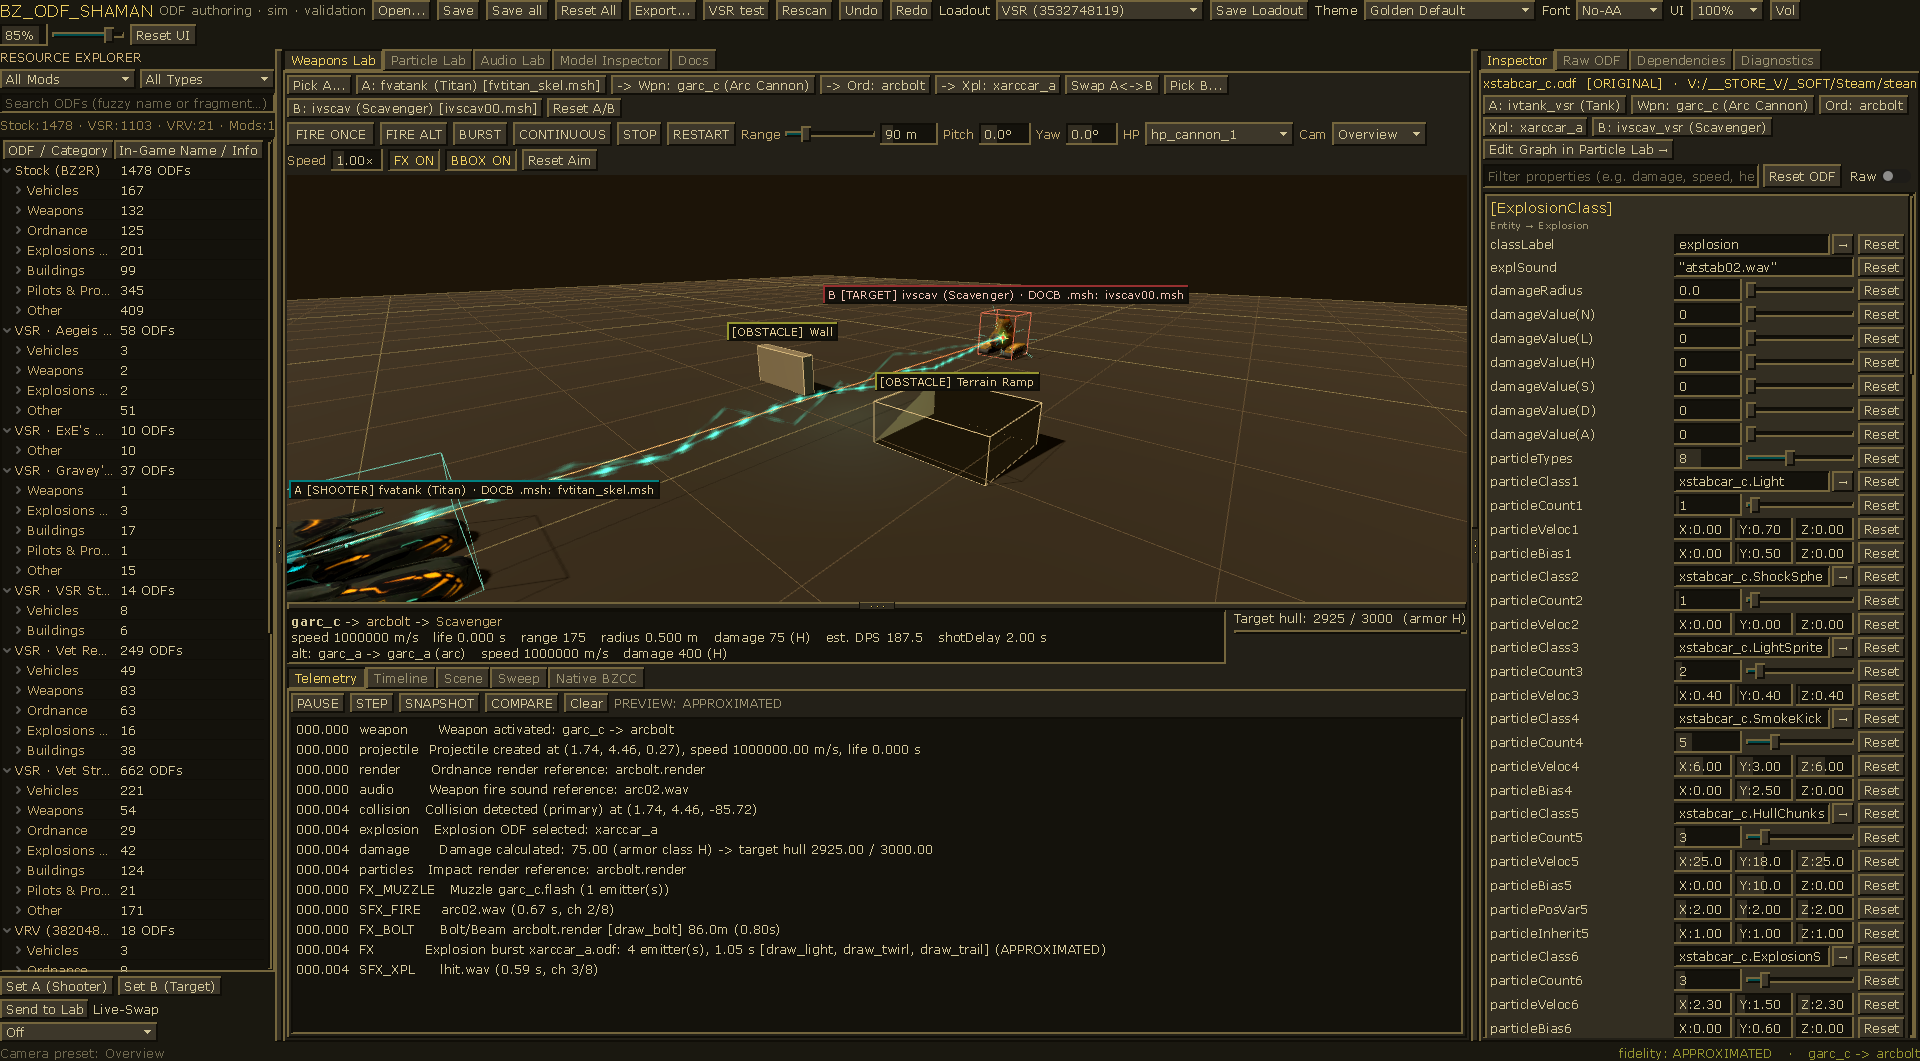 BZ_ODF_SHAMAN ODF authoring · sim · validation Open... Save Save all Reset All Export... VSR test Rescan Undo Redo Loadout VSR (3532748119) Save Loadout Theme Golden Default Font No-AA UI 100% Vol
85% Reset UI
RESOURCE EXPLORER
All Mods All Types
Search ODFs (fuzzy name or fragment...)
Stock:1478 · VSR:1103 · VRV:21 · Mods:1
ODF / Category In-Game Name / Info
Stock (BZ2R) 1478 ODFs
Vehicles 167
Weapons 132
Ordnance 125
Explosions ... 201
Buildings 99
Pilots & Pro... 345
Other 409
VSR · Aegeis ... 58 ODFs
Vehicles 3
Weapons 2
Explosions ... 2
Other 51
VSR · ExE's ... 10 ODFs
Other 10
VSR · Gravey'... 37 ODFs
Weapons 1
Explosions ... 3
Buildings 17
Pilots & Pro... 1
Other 15
VSR · VSR St... 14 ODFs
Vehicles 8
Buildings 6
VSR · Vet Re... 249 ODFs
Vehicles 49
Weapons 83
Ordnance 63
Explosions ... 16
Buildings 38
VSR · Vet Str... 662 ODFs
Vehicles 221
Weapons 54
Ordnance 29
Explosions ... 42
Buildings 124
Pilots & Pro... 21
Other 171
VRV (382048... 18 ODFs
Vehicles 3
Set A (Shooter) Set B (Target)
Send to Lab Live-Swap
Off
Camera preset: Overview
Weapons Lab Particle Lab Audio Lab Model Inspector Docs
Pick A... A: fvatank (Titan) [fvtitan_skel.msh] -> Wpn: garc_c (Arc Cannon) -> Ord: arcbolt -> Xpl: xarccar_a Swap A<->B Pick B...
B: ivscav (Scavenger) [ivscav00.msh] Reset A/B
FIRE ONCE FIRE ALT BURST CONTINUOUS STOP RESTART Range 90 m Pitch 0.0° Yaw 0.0° HP hp_cannon_1 Cam Overview
Speed 1.00× FX ON BBOX ON Reset Aim
B [TARGET] ivscav (Scavenger) · DOCB .msh: ivscav00.msh
[OBSTACLE] Wall
[OBSTACLE] Terrain Ramp
A [SHOOTER] fvatank (Titan) · DOCB .msh: fvtitan_skel.msh
garc_c -> arcbolt -> Scavenger
speed 1000000 m/s life 0.000 s range 175 radius 0.500 m damage 75 (H) est. DPS 187.5 shotDelay 2.00 s
alt: garc_a -> garc_a (arc) speed 1000000 m/s damage 400 (H)
Target hull: 2925 / 3000 (armor H)
Telemetry Timeline Scene Sweep Native BZCC
PAUSE STEP SNAPSHOT COMPARE Clear PREVIEW: APPROXIMATED
000.000 weapon Weapon activated: garc_c -> arcbolt
000.000 projectile Projectile created at (1.74, 4.46, 0.27), speed 1000000.00 m/s, life 0.000 s
000.000 render Ordnance render reference: arcbolt.render
000.000 audio Weapon fire sound reference: arc02.wav
000.004 collision Collision detected (primary) at (1.74, 4.46, -85.72)
000.004 explosion Explosion ODF selected: xarccar_a
000.004 damage Damage calculated: 75.00 (armor class H) -> target hull 2925.00 / 3000.00
000.004 particles Impact render reference: arcbolt.render
000.000 FX_MUZZLE Muzzle garc_c.flash (1 emitter(s))
000.000 SFX_FIRE arc02.wav (0.67 s, ch 2/8)
000.000 FX_BOLT Bolt/Beam arcbolt.render [draw_bolt] 86.0m (0.80s)
000.004 FX Explosion burst xarccar_a.odf: 4 emitter(s), 1.05 s [draw_light, draw_twirl, draw_trail] (APPROXIMATED)
000.004 SFX_XPL lhit.wav (0.59 s, ch 3/8)
Inspector Raw ODF Dependencies Diagnostics
xstabcar_c.odf [ORIGINAL] · V:/__STORE_V/_SOFT/Steam/stean
A: ivtank_vsr (Tank) Wpn: garc_c (Arc Cannon) Ord: arcbolt
Xpl: xarccar_a B: ivscav_vsr (Scavenger)
Edit Graph in Particle Lab →
Filter properties (e.g. damage, speed, he Reset ODF Raw
[ExplosionClass]
Entity → Explosion
classLabel explosion → Reset
explSound "atstab02.wav" Reset
damageRadius 0.0 Reset
damageValue(N) 0 Reset
damageValue(L) 0 Reset
damageValue(H) 0 Reset
damageValue(S) 0 Reset
damageValue(D) 0 Reset
damageValue(A) 0 Reset
particleTypes 8 Reset
particleClass1 xstabcar_c.Light → Reset
particleCount1 1 Reset
particleVeloc1 X:0.00 Y:0.70 Z:0.00 Reset
particleBias1 X:0.00 Y:0.50 Z:0.00 Reset
particleClass2 xstabcar_c.ShockSphe → Reset
particleCount2 1 Reset
particleVeloc2 X:0.00 Y:0.00 Z:0.00 Reset
particleClass3 xstabcar_c.LightSprite → Reset
particleCount3 2 Reset
particleVeloc3 X:0.40 Y:0.40 Z:0.40 Reset
particleClass4 xstabcar_c.SmokeKick → Reset
particleCount4 5 Reset
particleVeloc4 X:6.00 Y:3.00 Z:6.00 Reset
particleBias4 X:0.00 Y:2.50 Z:0.00 Reset
particleClass5 xstabcar_c.HullChunks → Reset
particleCount5 3 Reset
particleVeloc5 X:25.0 Y:18.0 Z:25.0 Reset
particleBias5 X:0.00 Y:10.0 Z:0.00 Reset
particlePosVar5 X:2.00 Y:2.00 Z:2.00 Reset
particleInherit5 X:1.00 Y:1.00 Z:1.00 Reset
particleClass6 xstabcar_c.ExplosionS → Reset
particleCount6 3 Reset
particleVeloc6 X:2.30 Y:1.50 Z:2.30 Reset
particleBias6 X:0.00 Y:0.60 Z:0.00 Reset
fidelity: APPROXIMATED · garc_c -> arcbolt